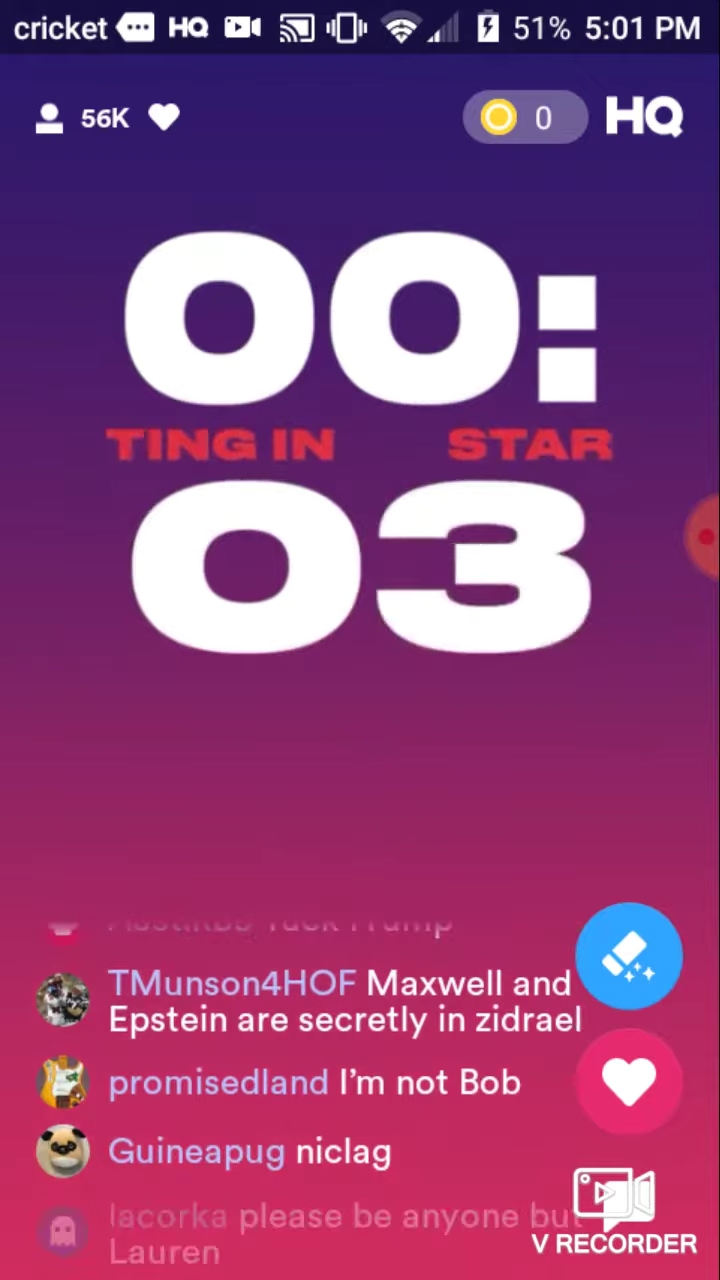 cricket HQ 51% 5:01 PM
56K 0 HQ
00:
TING IN STAR
03
TMunson4HOF Maxwell and
Epstein are secretly in zidrael
promisedland I'm not Bob
Guineapug niclag
lacorka please be anyone but
Lauren
V RECORDER